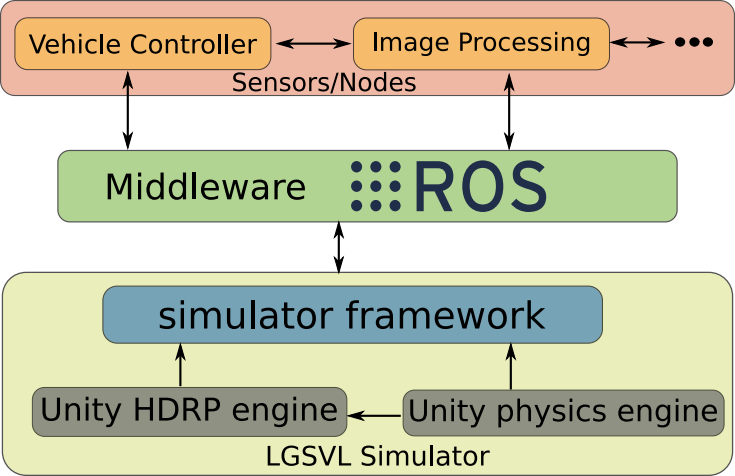 Vehicle Controller
Image Processing
Sensors/Nodes
Middleware
ROS
simulator framework
Unity HDRP engine
Unity physics engine
LGSVL Simulator